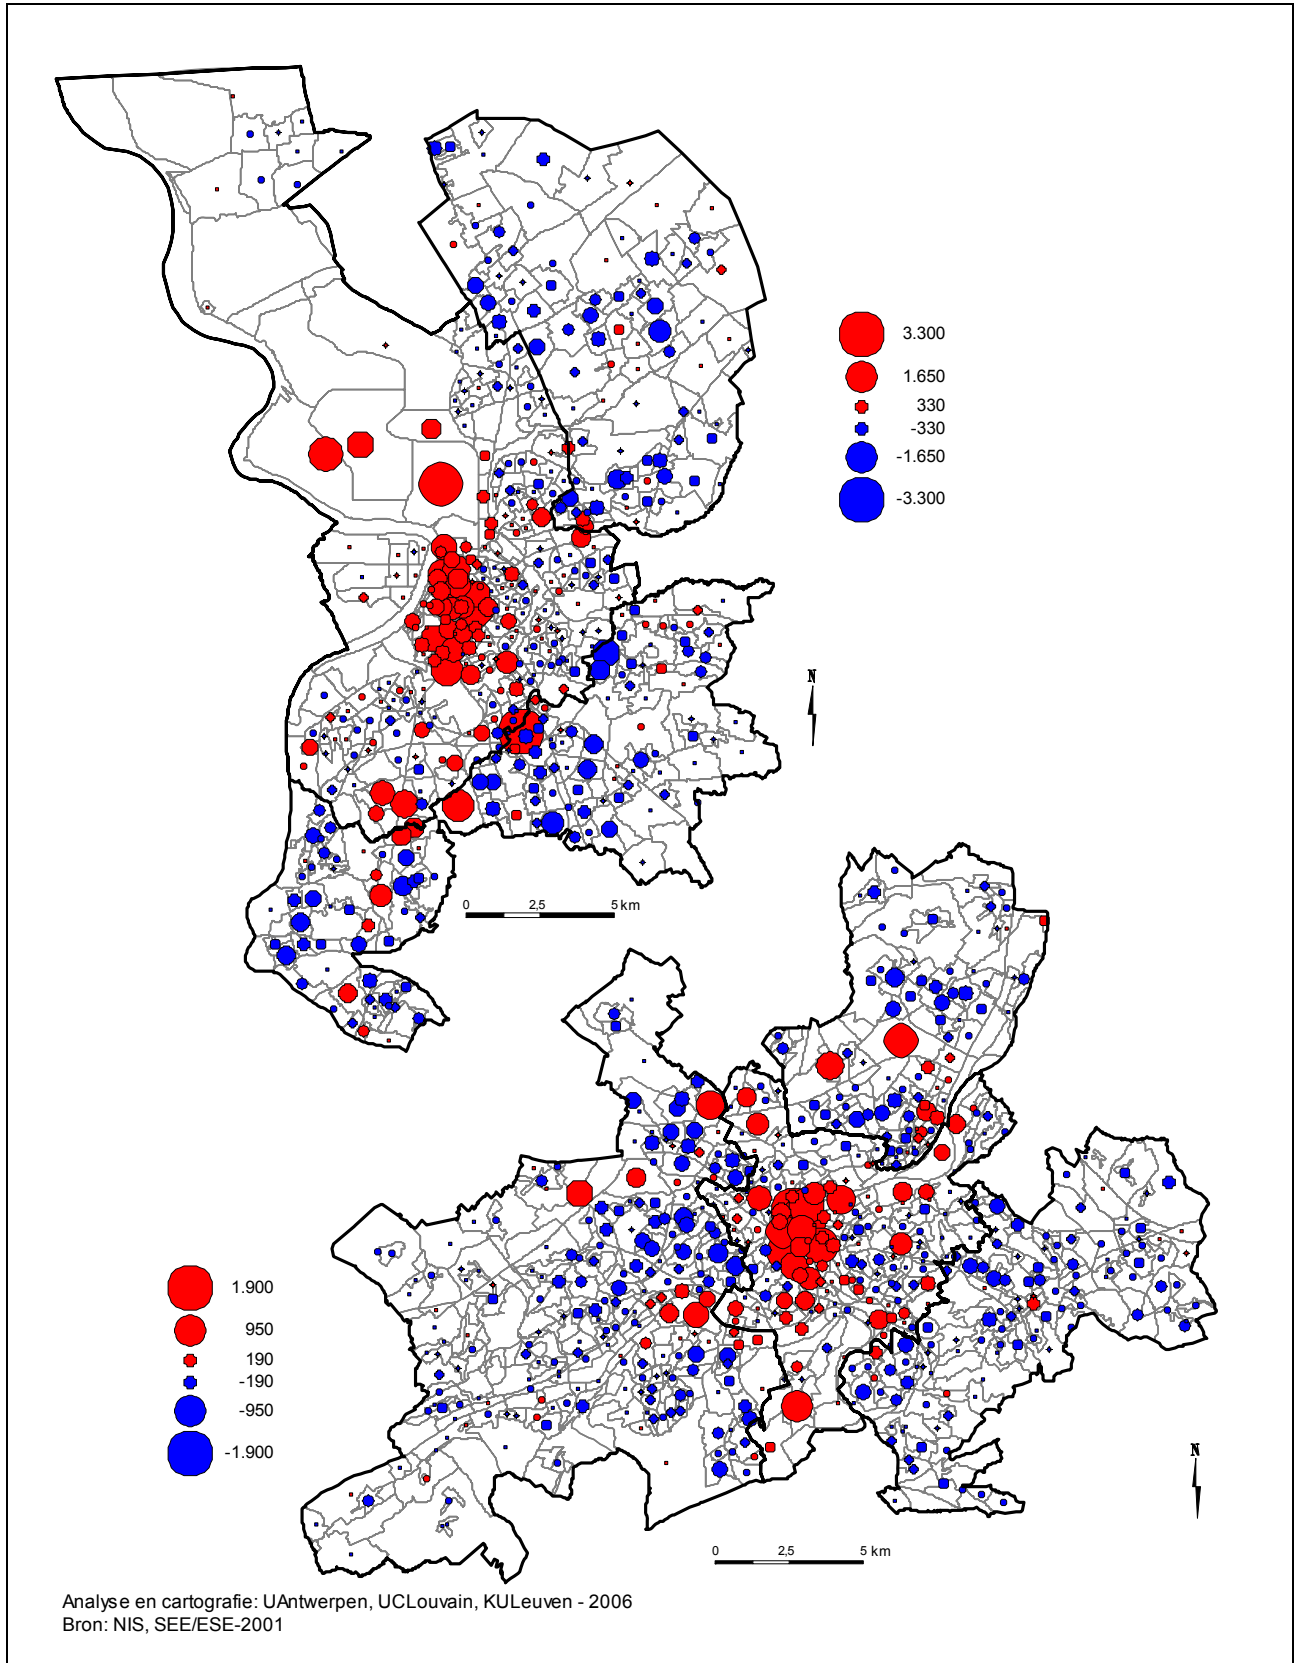 3.300
1.650
330
-330
-1.650
-3.300
N
0 2,5 5 km
1.900
950
190
-190
-950
-1.900
N
0 2,5 5 km
Analyse en cartografie: UAntwerpen, UCLouvain, KULeuven - 2006
Bron: NIS, SEE/ESE-2001